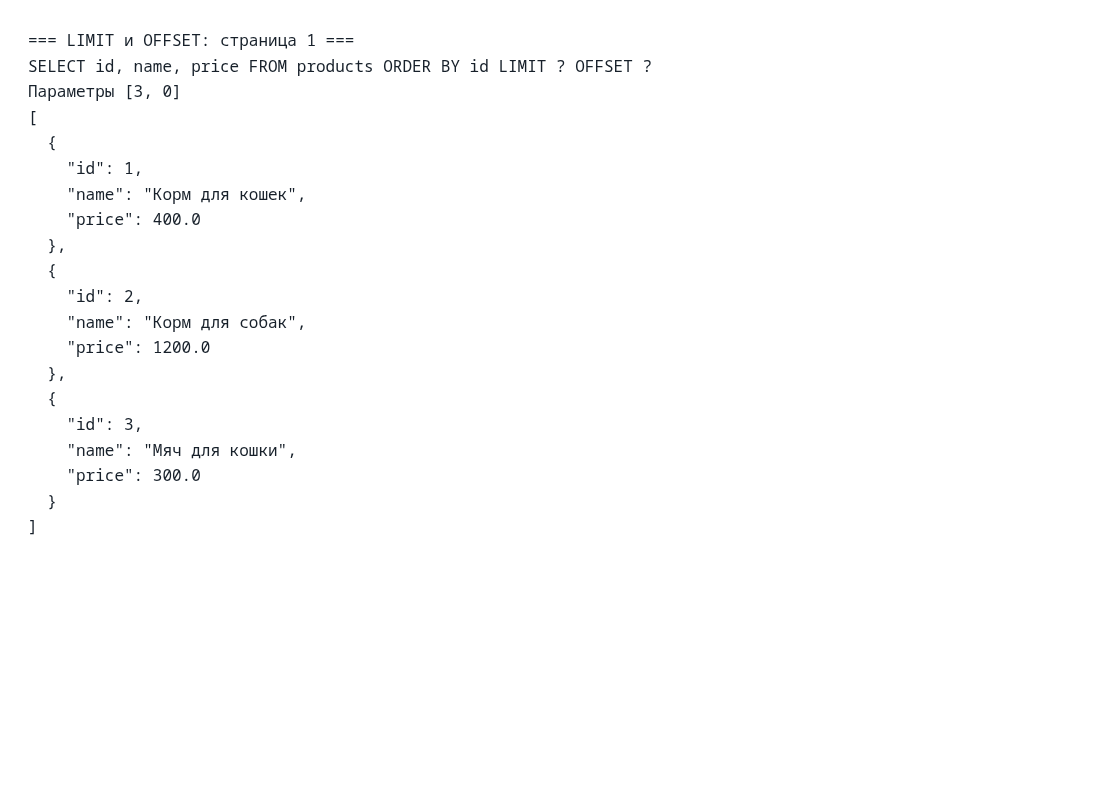 === LIMIT и OFFSET: страница 1 ===
SELECT id, name, price FROM products ORDER BY id LIMIT ? OFFSET ?
Параметры [3, 0]
[
  {
    "id": 1,
    "name": "Корм для кошек",
    "price": 400.0
  },
  {
    "id": 2,
    "name": "Корм для собак",
    "price": 1200.0
  },
  {
    "id": 3,
    "name": "Мяч для кошки",
    "price": 300.0
  }
]